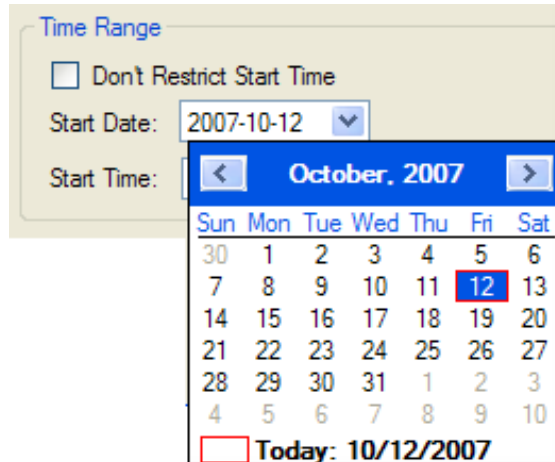 Time Range
Don't Restrict Start Time
Start Date: 2007-10-12
Start Time:
October, 2007
Sun Mon Tue Wed Thu Fri Sat
30 1 2 3 4 5 6
7 8 9 10 11 12 13
14 15 16 17 18 19 20
21 22 23 24 25 26 27
28 29 30 31 1 2 3
4 5 6 7 8 9 10
Today: 10/12/2007